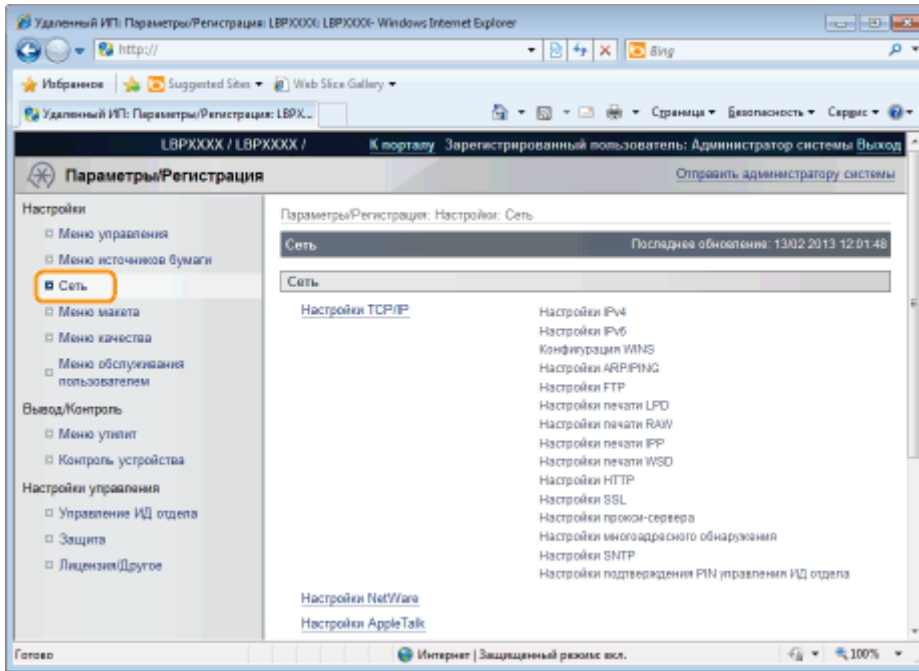 Удаленный ИП: Параметры/Регистрация: LBPXXXX: LBPXXXX- Windows Internet Explorer
http://
Bing
Избранное Suggested Sites Web Slice Gallery
Удаленный ИП: Параметры/Регистрация: LBPX... Страница Безопасность Сервис
LBPXXXX / LBPXXXX / К порталу Зарегистрированный пользователь: Администратор системы Выход
Параметры/Регистрация Отправить администратору системы
Настройки
Меню управления
Меню источников бумаги
Сеть
Меню макета
Меню качества
Меню обслуживания
пользователем
Вывод/Контроль
Меню утилит
Контроль устройства
Настройки управления
Управление ИД отдела
Защита
Лицензия/Другое
Параметры/Регистрация: Настройки: Сеть
Сеть Последнее обновление: 13/02 2013 12:01:48
Сеть
Настройки TCP/IP
Настройки IPv4
Настройки IPv6
Конфигурация WINS
Настройки ARP/PING
Настройки FTP
Настройки печати LPD
Настройки печати RAW
Настройки печати IPP
Настройки печати WSD
Настройки HTTP
Настройки SSL
Настройки прокси-сервера
Настройки многоадресного обнаружения
Настройки SNTP
Настройки подтверждения PIN управления ИД отдела
Настройки NetWare
Настройки AppleTalk
Готово Интернет | Защищенный режим: вкл. 100%